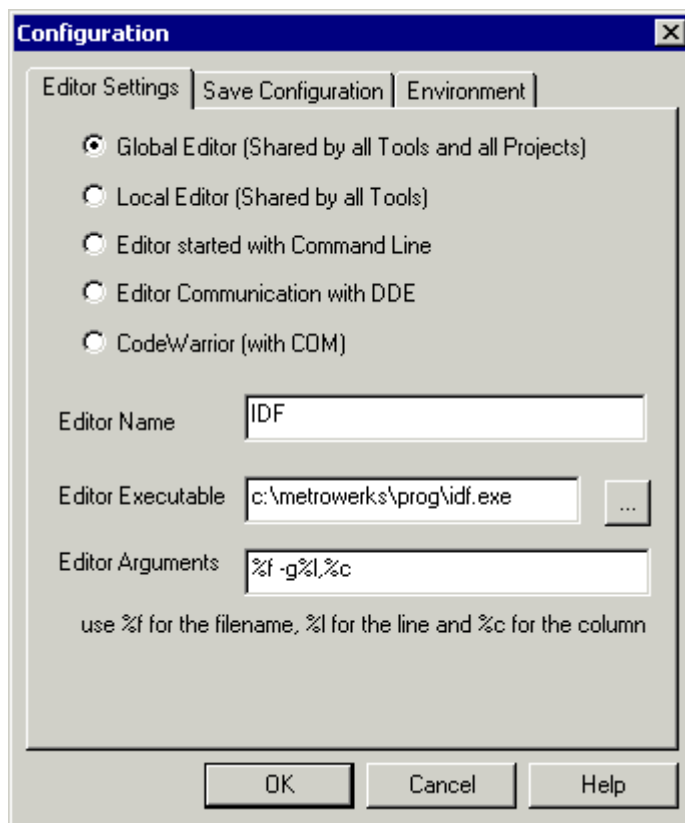 Configuration
Editor Settings Save Configuration Environment
Global Editor (Shared by all Tools and all Projects)
Local Editor (Shared by all Tools)
Editor started with Command Line
Editor Communication with DDE
CodeWarrior (with COM)
Editor Name IDF
Editor Executable c:\metrowerks\prog\idf.exe ...
Editor Arguments %f -g%l,%c
use %f for the filename, %l for the line and %c for the column
OK Cancel Help